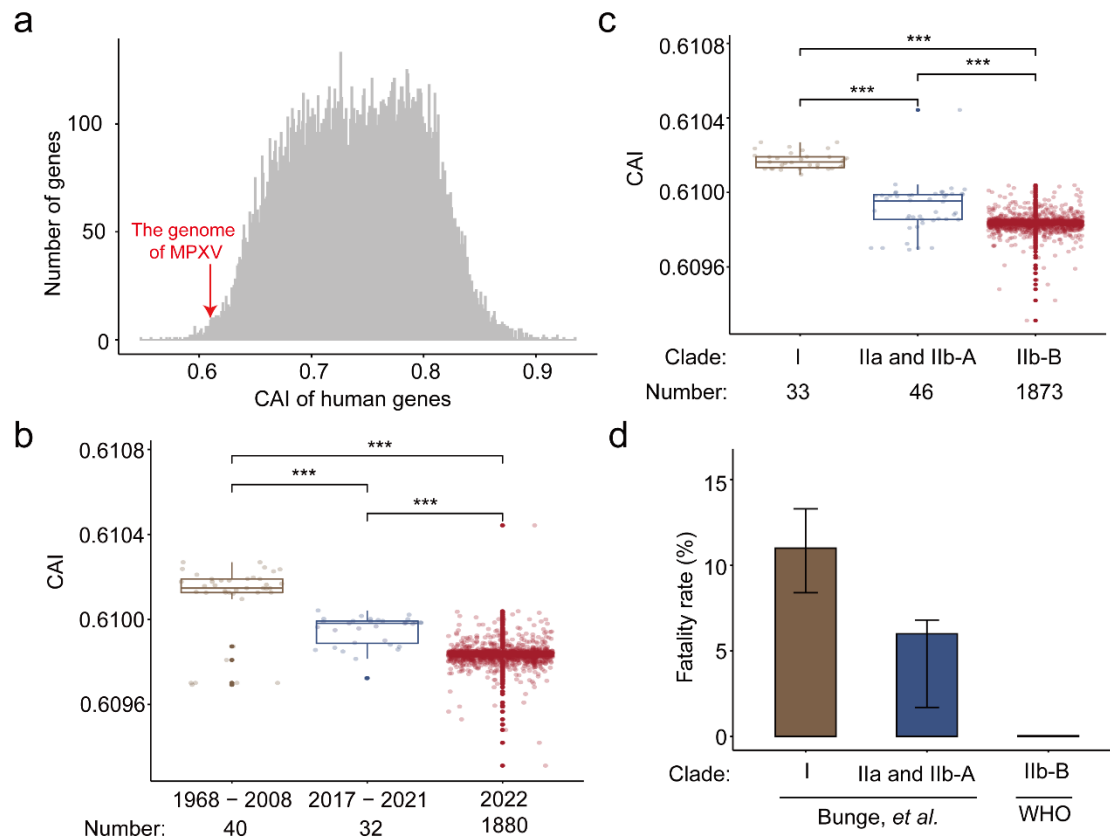 a
Number of genes
100
50
0
The genome
of MPXV
0.6 0.7 0.8 0.9
CAI of human genes
b
CAI
0.6108
0.6104
0.6100
0.6096
***
***
***
1968 – 2008 2017 – 2021 2022
Number: 40 32 1880
c
CAI
0.6108
0.6104
0.6100
0.6096
***
***
***
Clade: I IIa and IIb-A IIb-B
Number 33 46 1873
d
Fatality rate (%)
15
10
5
0
Clade: I IIa and IIb-A IIb-B
Bunge, et al. WHO